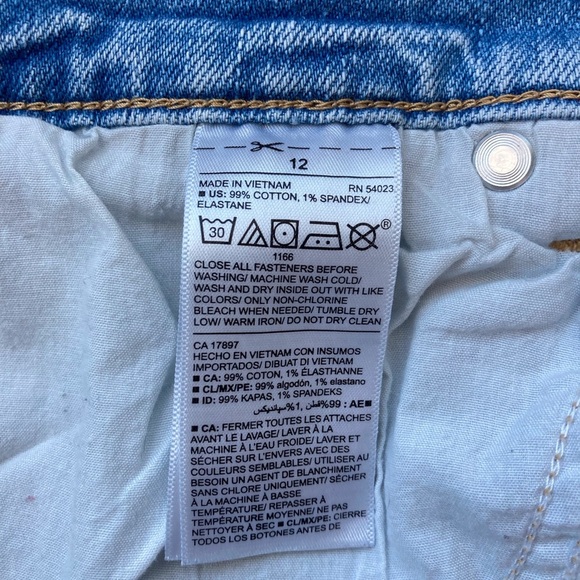 12
MADE IN VIETNAM RN 54023
■ US: 99% COTTON, 1% SPANDEX/
ELASTANE
30 ®
1166
CLOSE ALL FASTENERS BEFORE
WASHING/ MACHINE WASH COLD/
WASH AND DRY INSIDE OUT WITH LIKE
COLORS/ ONLY NON-CHLORINE
BLEACH WHEN NEEDED/ TUMBLE DRY
LOW/ WARM IRON/ DO NOT DRY CLEAN
CA 17897
HECHO EN VIETNAM CON INSUMOS
IMPORTADOS/ DIBUAT DI VIETNAM
■ CA: 99% COTON, 1% ÉLASTHANNE
■ CL/MX/PE: 99% algodón, 1% elastano
■ ID: 99% KAPAS, 1% SPANDEKS
■ AE: 99% قطن, 1% سپانديكس
■ CA: FERMER TOUTES LES ATTACHES
AVANT LE LAVAGE/ LAVER À LA
MACHINE À L'EAU FROIDE/ LAVER ET
SÉCHER SUR L'ENVERS AVEC DES
COULEURS SEMBLABLES/ UTILISER AU
BESOIN UN AGENT DE BLANCHIMENT
SANS CHLORE UNIQUEMENT/ SÉCHER
À LA MACHINE À BASSE
TEMPÉRATURE/ REPASSER À
TEMPÉRATURE MOYENNE/ NE PAS
NETTOYER À SEC ■ CL/MX/PE: CIERRE
TODOS LOS BOTONES ANTES DE